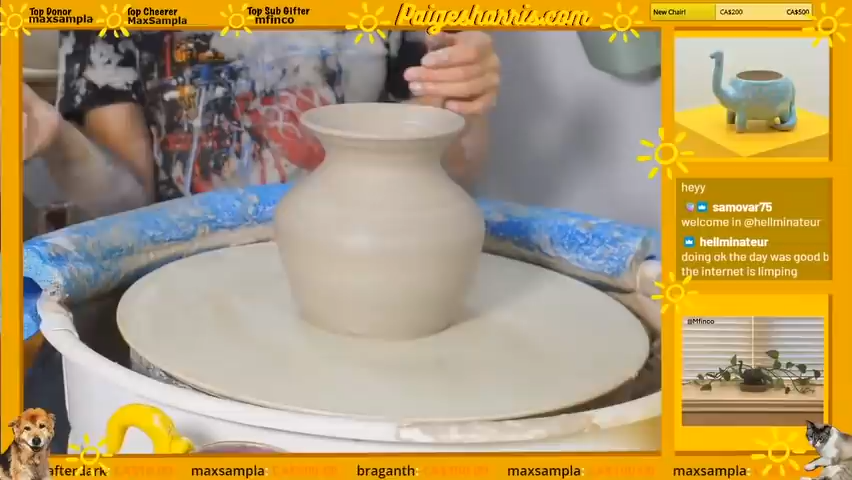 Top Donor
maxsampla
Top Cheerer
MaxSampla
Top Sub Gifter
mfinco
Paigesharris.com
New Chair!
CA$200
CA$500
heyy
samovar75
welcome in @hellminateur
hellminateur
doing ok the day was good b
the internet is limping
@Mfinco
afterdark
maxsampla:
braganth:
maxsampla:
maxsampla: